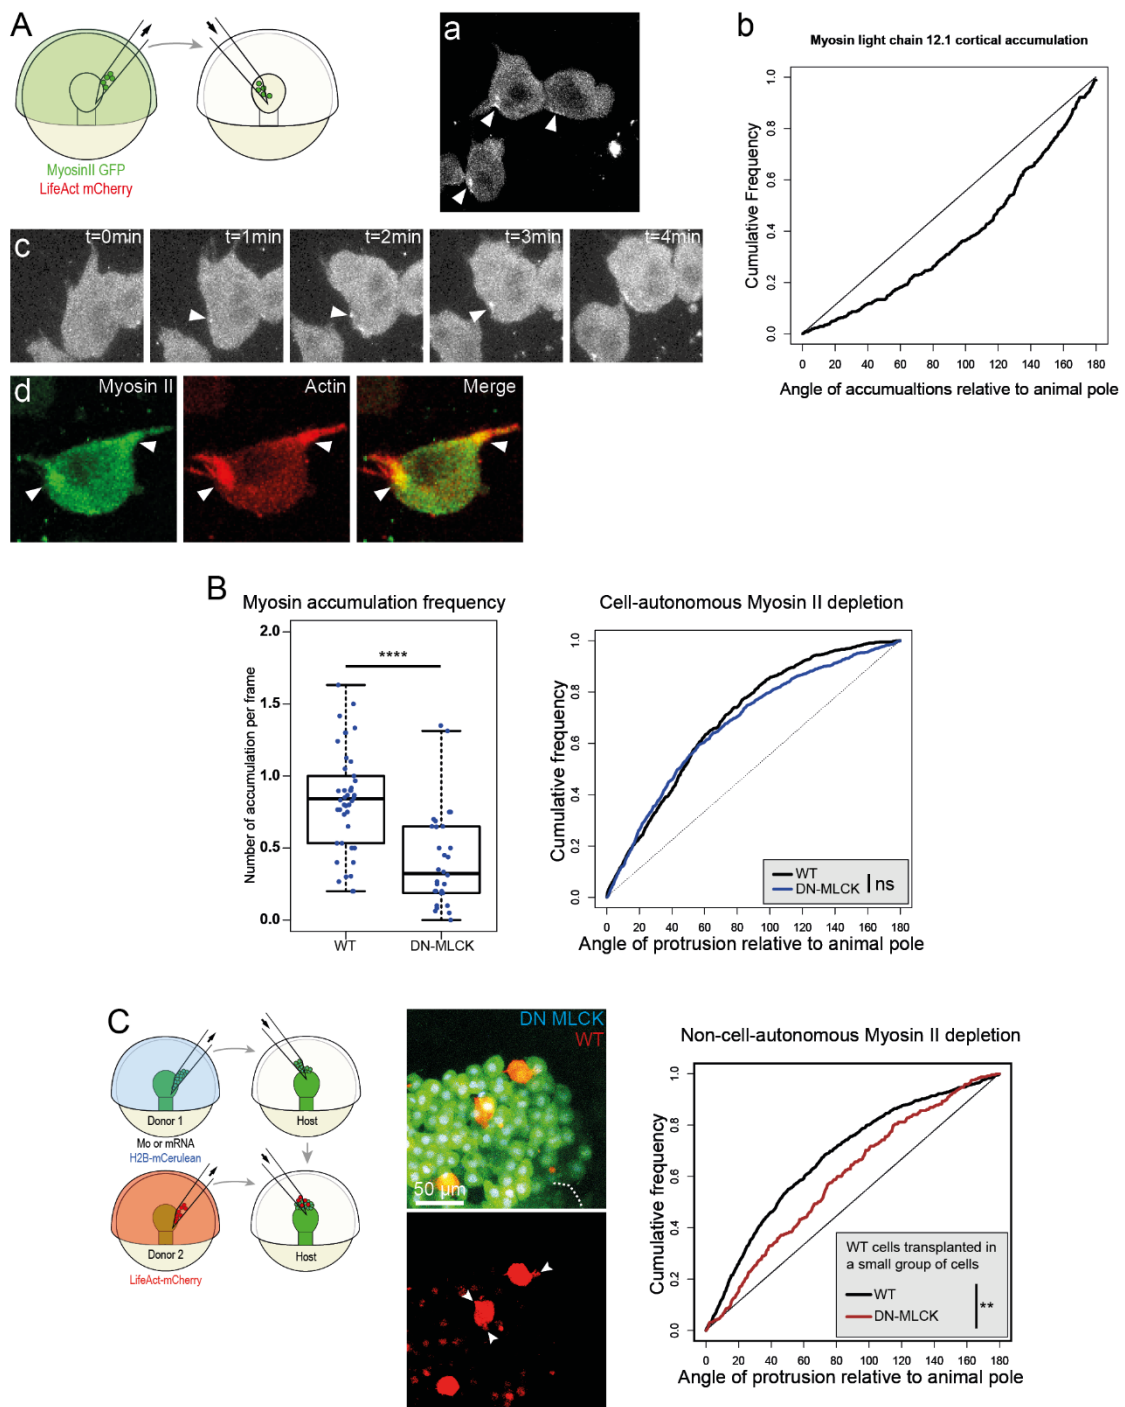 A
MyosinII GFP
LifeAct mCherry
a
b
Myosin light chain 12.1 cortical accumulation
Cumulative Frequency
0.0 0.2 0.4 0.6 0.8 1.0
0 20 40 60 80 100 120 140 160 180
Angle of accumualtions relative to animal pole
c
t=0min
t=1min
t=2min
t=3min
t=4min
d
Myosin II
Actin
Merge
B
Myosin accumulation frequency
Number of accumulation per frame
2.0
1.5
1.0
0.5
0.0
****
WT
DN-MLCK
Cell-autonomous Myosin II depletion
Cumulative frequency
0.0 0.2 0.4 0.6 0.8 1.0
WT
DN-MLCK
ns
0 20 40 60 80 100 120 140 160 180
Angle of protrusion relative to animal pole
C
Donor 1
Host
Mo or mRNA
H2B-mCerulean
Donor 2
Host
LifeAct-mCherry
DN MLCK
WT
50 µm
Non-cell-autonomous Myosin II depletion
Cumulative frequency
0.0 0.2 0.4 0.6 0.8 1.0
WT cells transplanted in
a small group of cells
WT
DN-MLCK
**
0 20 40 60 80 100 120 140 160 180
Angle of protrusion relative to animal pole